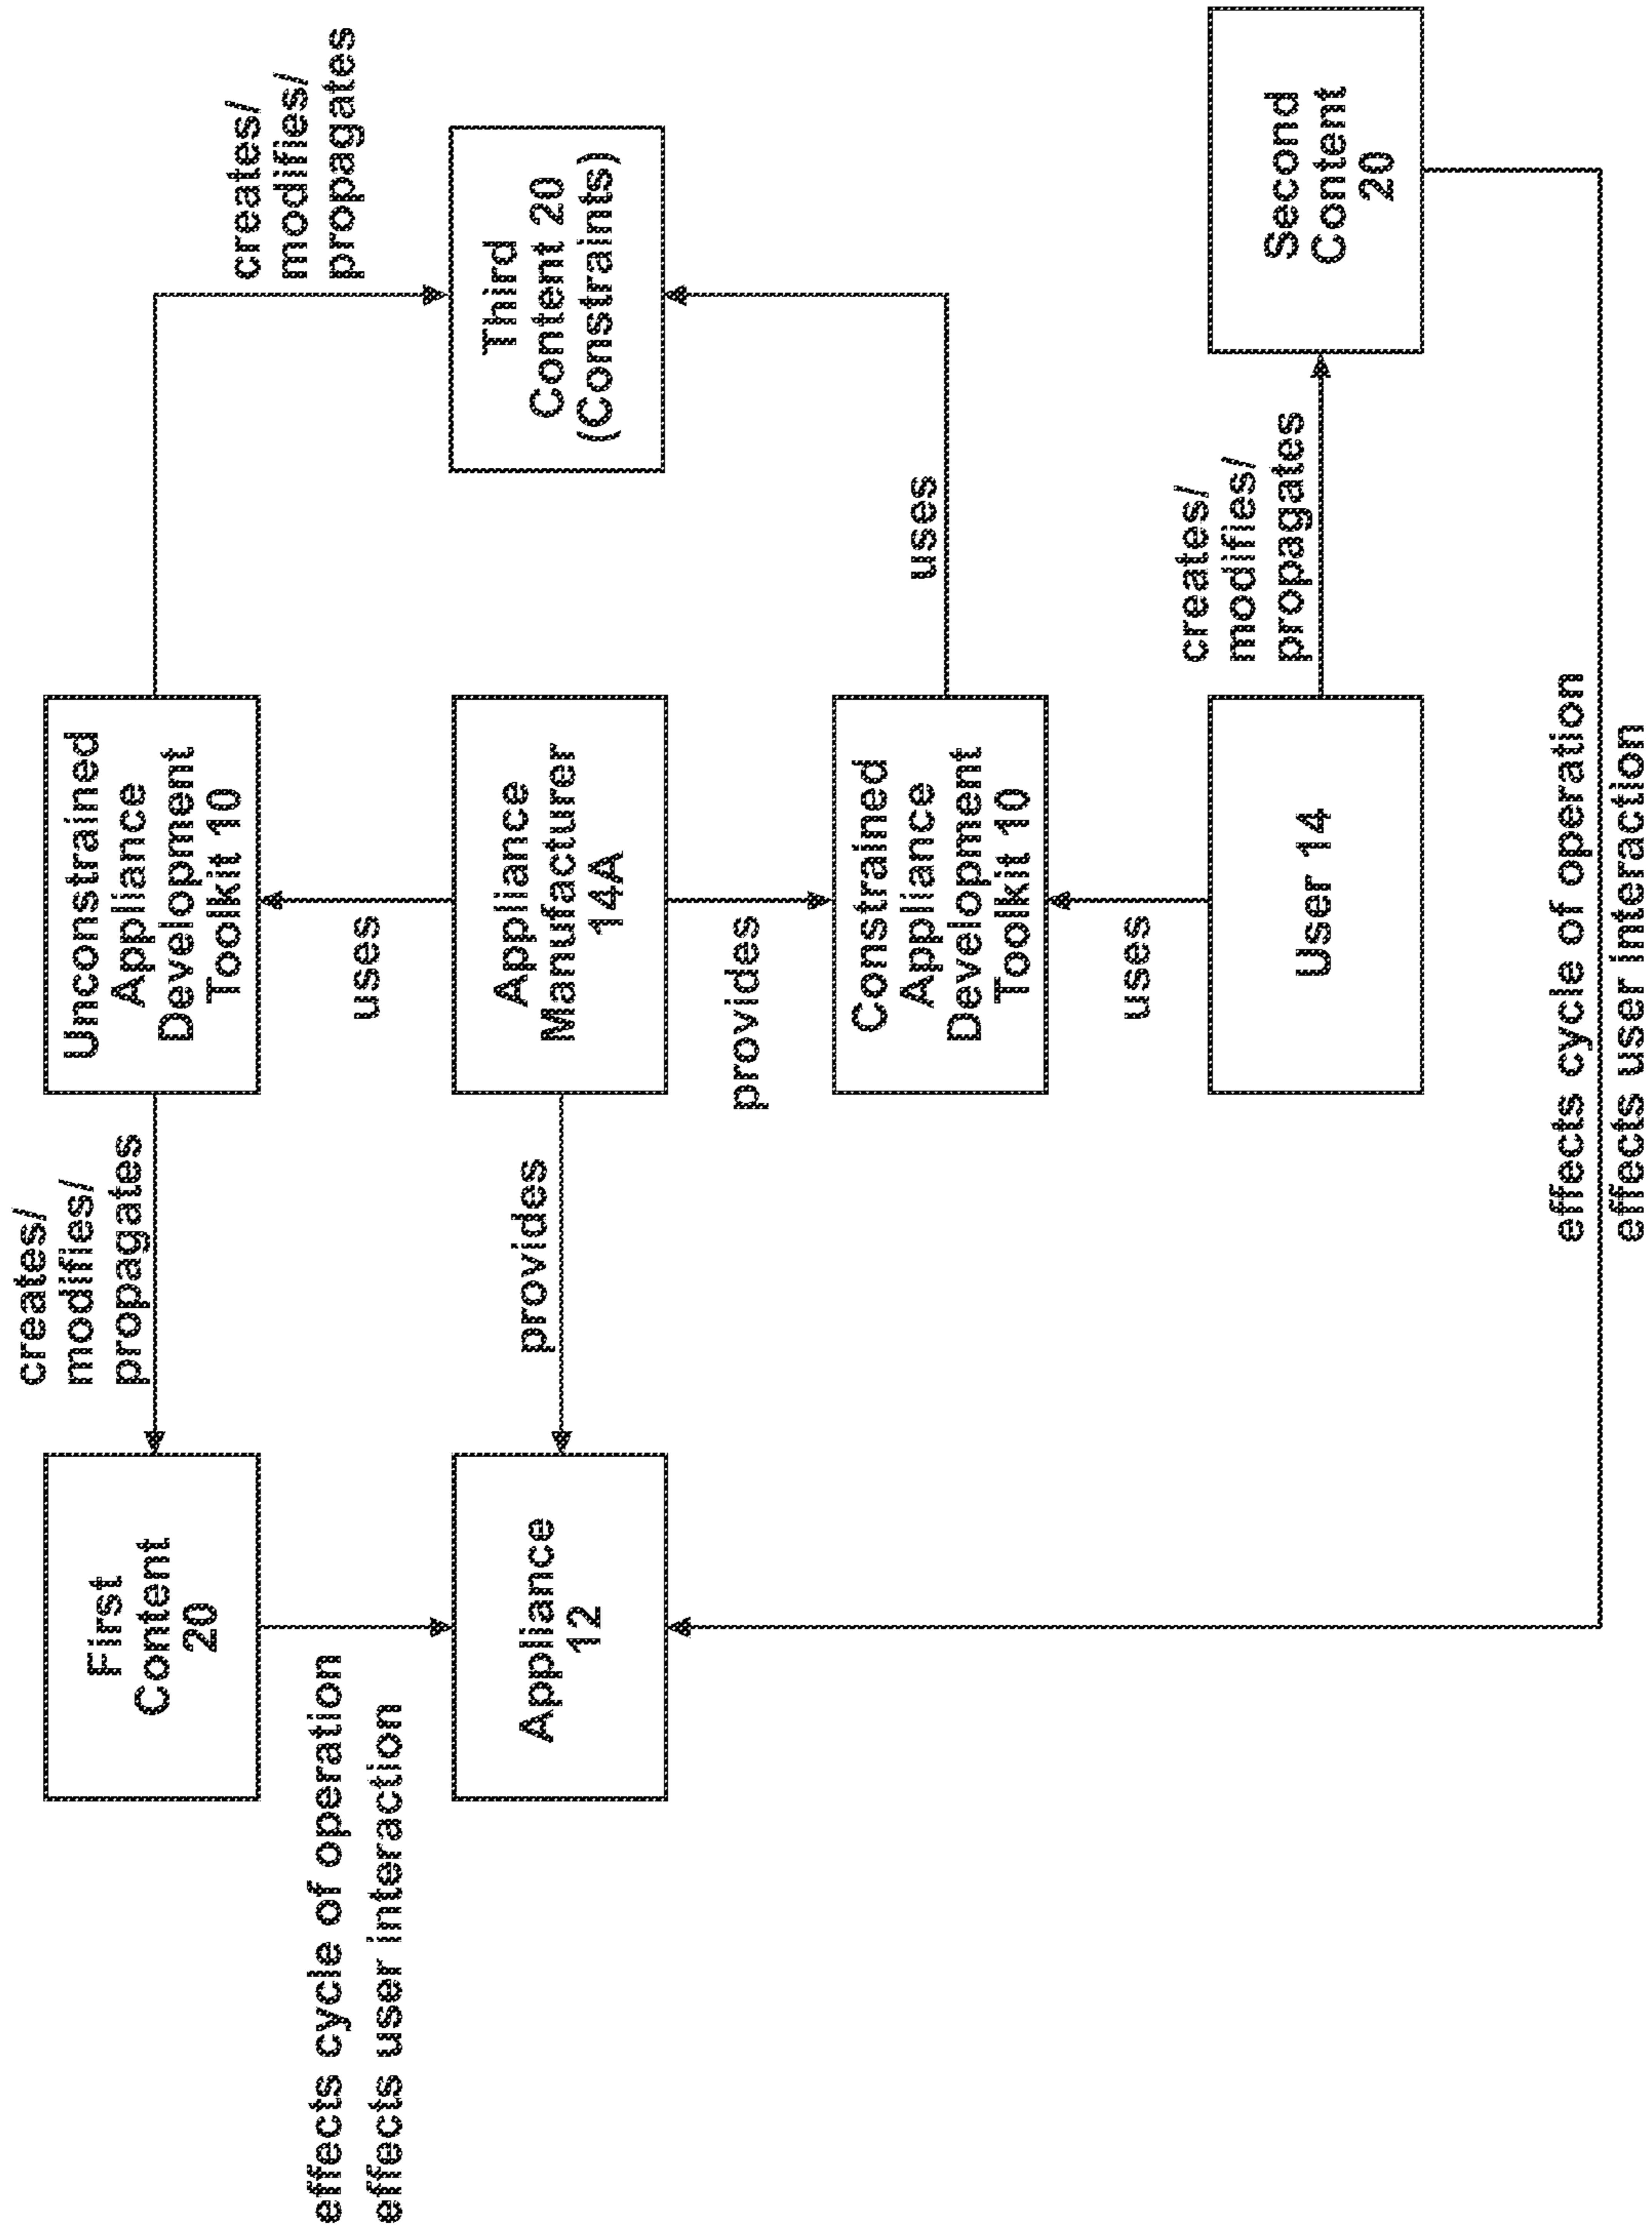 First
Content
20
creates/
modifies/
propagates
Unconstrained
Appliance
Development
Toolkit 10
creates/
modifies/
propagates
effects cycle of operation
effects user interaction
uses
Appliance
12
provides
Appliance
Manufacturer
14A
Third
Content 20
(Constraints)
provides
Constrained
Appliance
Development
Toolkit 10
uses
uses
User 14
creates/
modifies/
propagates
Second
Content
20
effects cycle of operation
effects user interaction